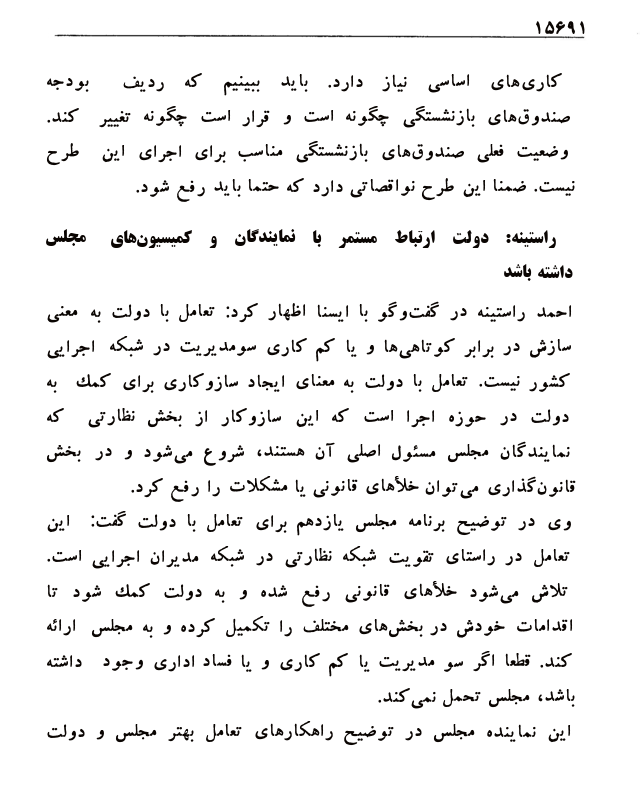 ۱۵۶۹۱
کاری‌های اساسی نیاز دارد. باید ببینیم که ردیف بودجه
صندوق‌های بازنشستگی چگونه است و قرار است چگونه تغییر کند.
وضعیت فعلی صندوق‌های بازنشستگی مناسب برای اجرای این طرح
نیست. ضمنا این طرح نواقصاتی دارد که حتما باید رفع شود.
راستینه: دولت ارتباط مستمر با نمایندگان و کمیسیون‌های مجلس
داشته باشد
احمد راستینه در گفت‌وگو با ایسنا اظهار کرد: تعامل با دولت به معنی
سازش در برابر کوتاهی‌ها و یا کم کاری سومدیریت در شبکه اجرایی
کشور نیست. تعامل با دولت به معنای ایجاد سازوکاری برای کمك به
دولت در حوزه اجرا است که این سازوکار از بخش نظارتی که
نمایندگان مجلس مسئول اصلی آن هستند، شروع می‌شود و در بخش
قانون‌گذاری می‌توان خلأهای قانونی یا مشکلات را رفع کرد.
وی در توضیح برنامه مجلس یازدهم برای تعامل با دولت گفت: این
تعامل در راستای تقویت شبکه نظارتی در شبکه مدیران اجرایی است.
تلاش می‌شود خلأهای قانونی رفع شده و به دولت کمك شود تا
اقدامات خودش در بخش‌های مختلف را تکمیل کرده و به مجلس ارائه
کند. قطعا اگر سو مدیریت یا کم کاری و یا فساد اداری وجود داشته
باشد، مجلس تحمل نمی‌کند.
این نماینده مجلس در توضیح راهکارهای تعامل بهتر مجلس و دولت